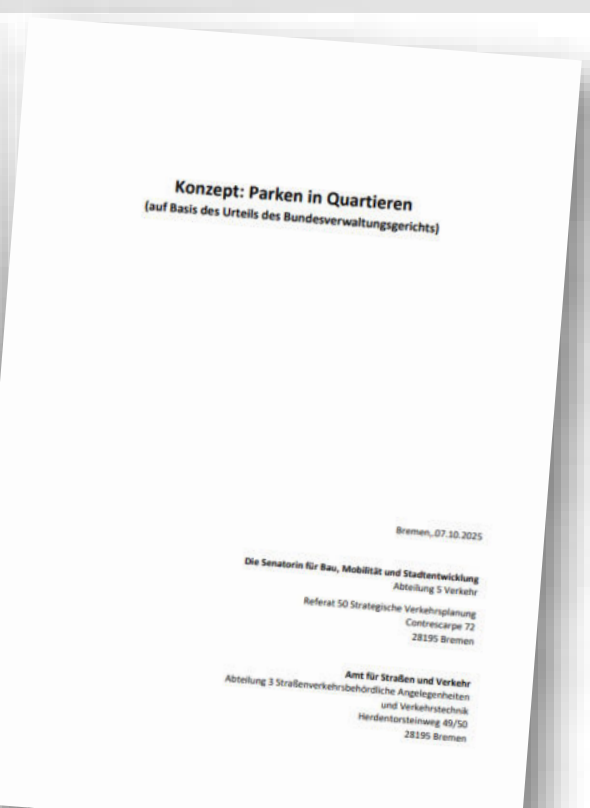 Konzept: Parken in Quartieren
(auf Basis des Urteils des Bundesverwaltungsgerichts)
Bremen, 07.10.2025
Die Senatorin für Bau, Mobilität und Stadtentwicklung
Abteilung 5 Verkehr
Referat 50 Strategische Verkehrsplanung
Contrescarpe 72
28195 Bremen
Amt für Straßen und Verkehr
Abteilung 3 Straßenverkehrsbehördliche Angelegenheiten
und Verkehrstechnik
Herdentorsteinweg 49/50
28195 Bremen